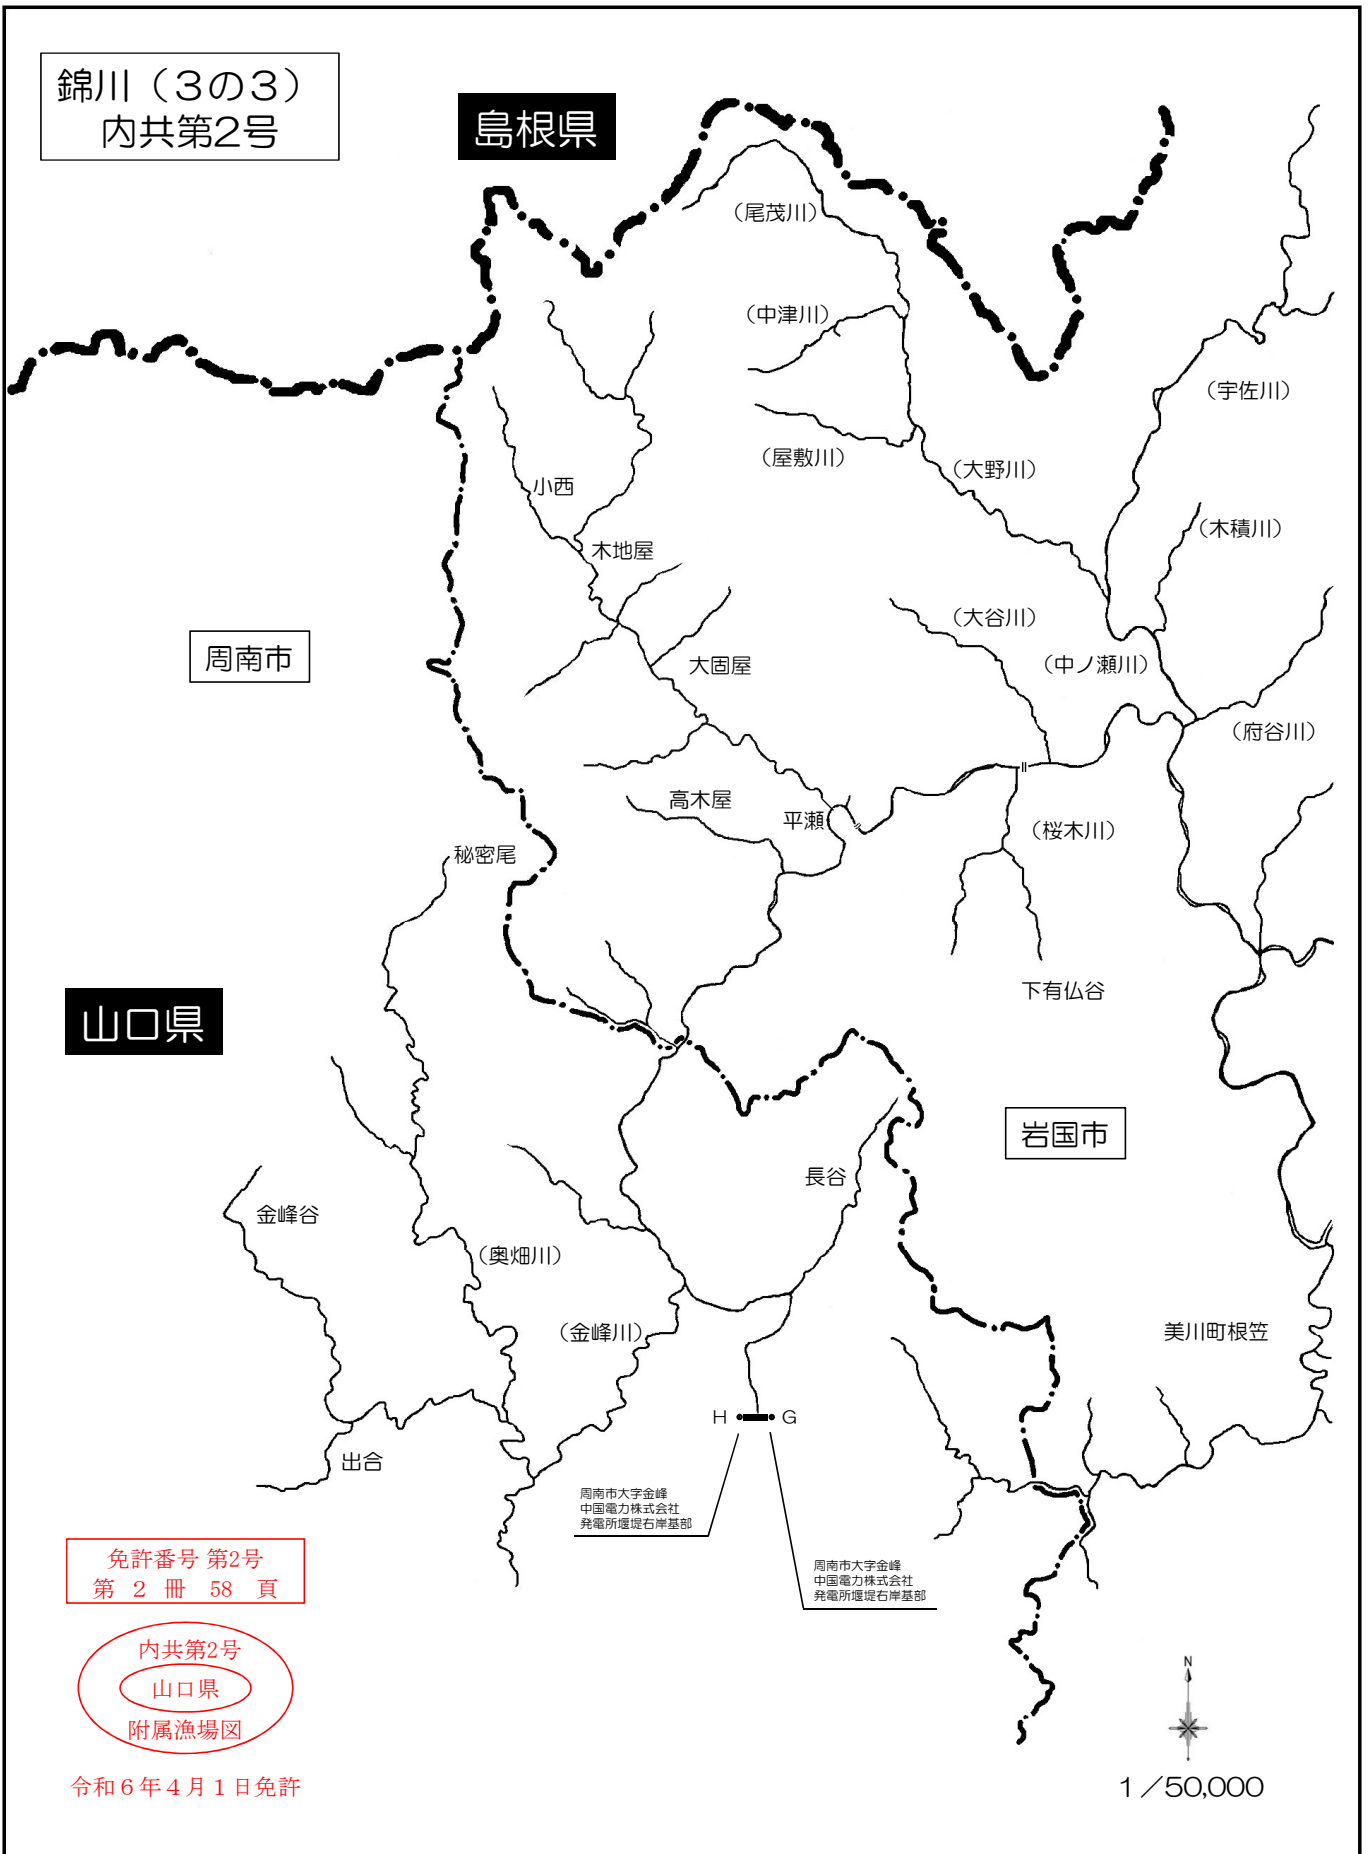 錦川（3の3）
内共第2号
島根県
（尾茂川）
（中津川）
（宇佐川）
（屋敷川）
（大野川）
小西
（木積川）
木地屋
（大谷川）
周南市
大固屋
（中ノ瀬川）
（府谷川）
高木屋
平瀬
（桜木川）
秘密尾
下有仏谷
山口県
岩国市
長谷
金峰谷
（奥畑川）
（金峰川）
美川町根笠
H
G
出合
周南市大字金峰
中国電力株式会社
発電所堰堤右岸基部
周南市大字金峰
中国電力株式会社
発電所堰堤右岸基部
免許番号 第2号
第 2 冊 58 頁
内共第2号
山口県
附属漁場図
令和6年4月1日免許
N
1／50,000